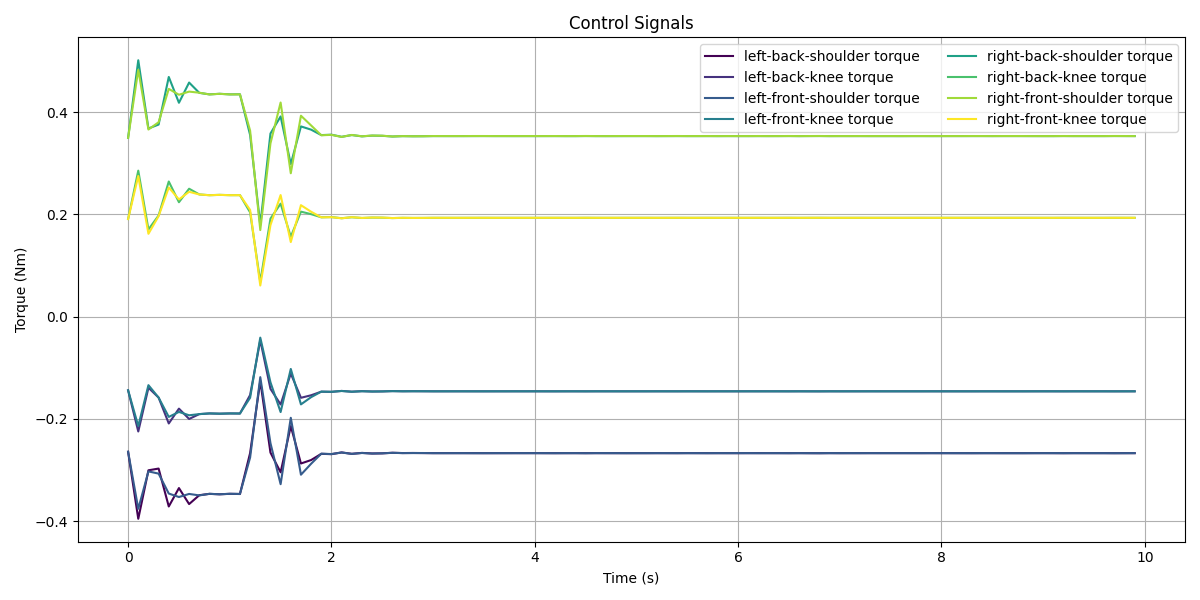 Control Signals
left-back-shoulder torque
left-back-knee torque
left-front-shoulder torque
left-front-knee torque
right-back-shoulder torque
right-back-knee torque
right-front-shoulder torque
right-front-knee torque
Torque (Nm)
0.4
0.2
0.0
−0.2
−0.4
0 2 4 6 8 10
Time (s)